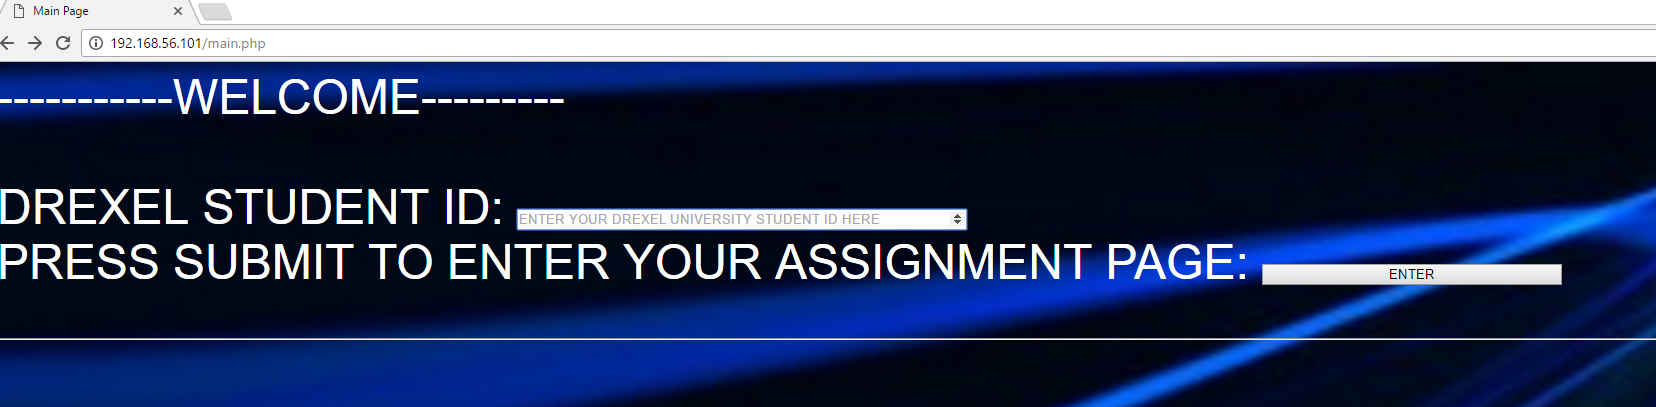 Main Page
192.168.56.101/main.php
-----------WELCOME---------
DREXEL STUDENT ID: ENTER YOUR DREXEL UNIVERSITY STUDENT ID HERE
PRESS SUBMIT TO ENTER YOUR ASSIGNMENT PAGE: ENTER